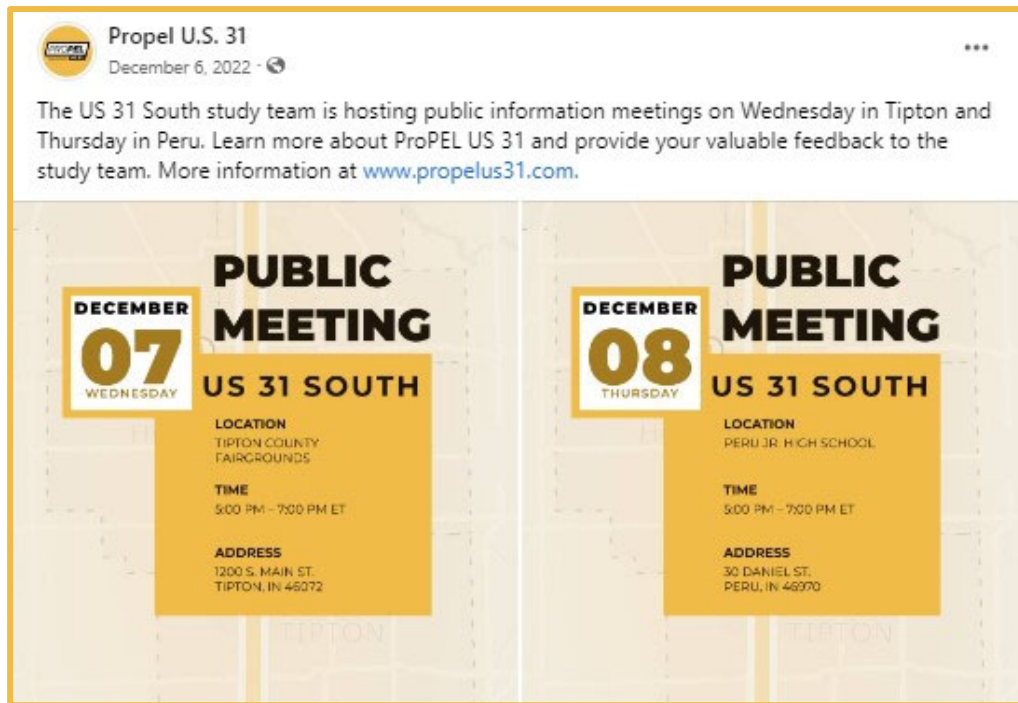 PROPEL
Propel U.S. 31
December 6, 2022 ·
The US 31 South study team is hosting public information meetings on Wednesday in Tipton and
Thursday in Peru. Learn more about ProPEL US 31 and provide your valuable feedback to the
study team. More information at www.propelus31.com.
PUBLIC
MEETING
DECEMBER
07
WEDNESDAY
US 31 SOUTH
LOCATION
TIPTON COUNTY
FAIRGROUNDS
TIME
5:00 PM – 7:00 PM ET
ADDRESS
1200 S. MAIN ST.
TIPTON, IN 46072
TIPTON
PUBLIC
MEETING
DECEMBER
08
THURSDAY
US 31 SOUTH
LOCATION
PERU JR. HIGH SCHOOL
TIME
5:00 PM – 7:00 PM ET
ADDRESS
30 DANIEL ST.
PERU, IN 46970
TIPTON